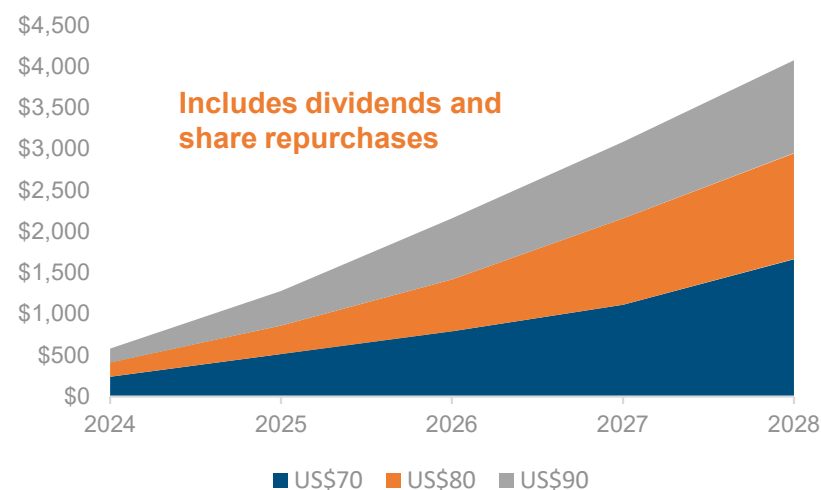 $4,500
$4,000
$3,500
$3,000
$2,500
$2,000
$1,500
$1,000
$500
$0
Includes dividends and
share repurchases
2024 2025 2026 2027 2028
US$70 US$80 US$90